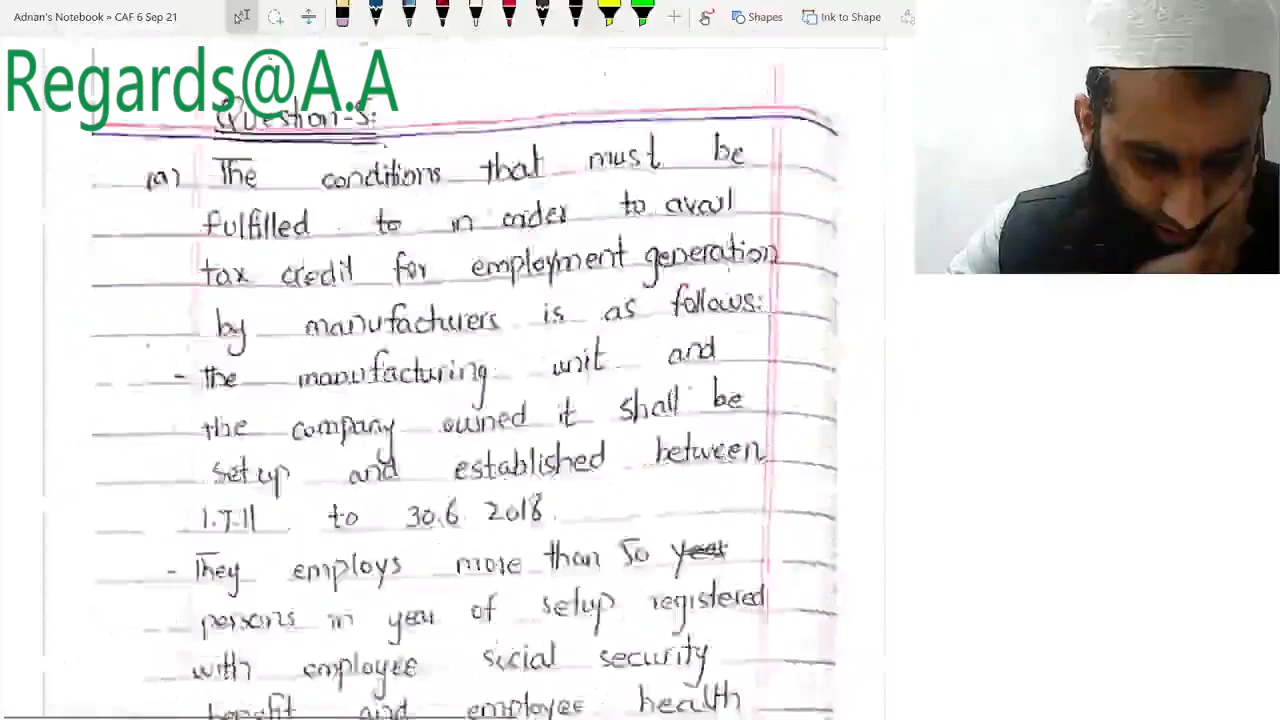 Adnan's Notebook » CAF 6 Sep 21
Shapes
Ink to Shape
Regards@A.A
Question-5:
(a) The conditions that must be
fulfilled to in order to avail
tax credit for employment generation
by manufacturers is as follows:
- the manufacturing unit and
the company owned it shall be
setup and established between
1.7.11 to 30.6 2018.
- They employs more than 50 year
persons in year of setup registered
with employee social security
benefit and employee health